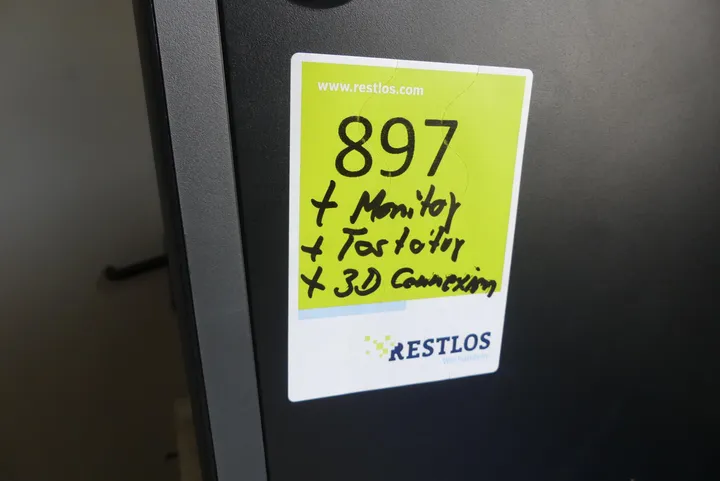 www.restlos.com
897
+ Monitor
+ Tastatur
+ 3D Connexion
RESTLOS